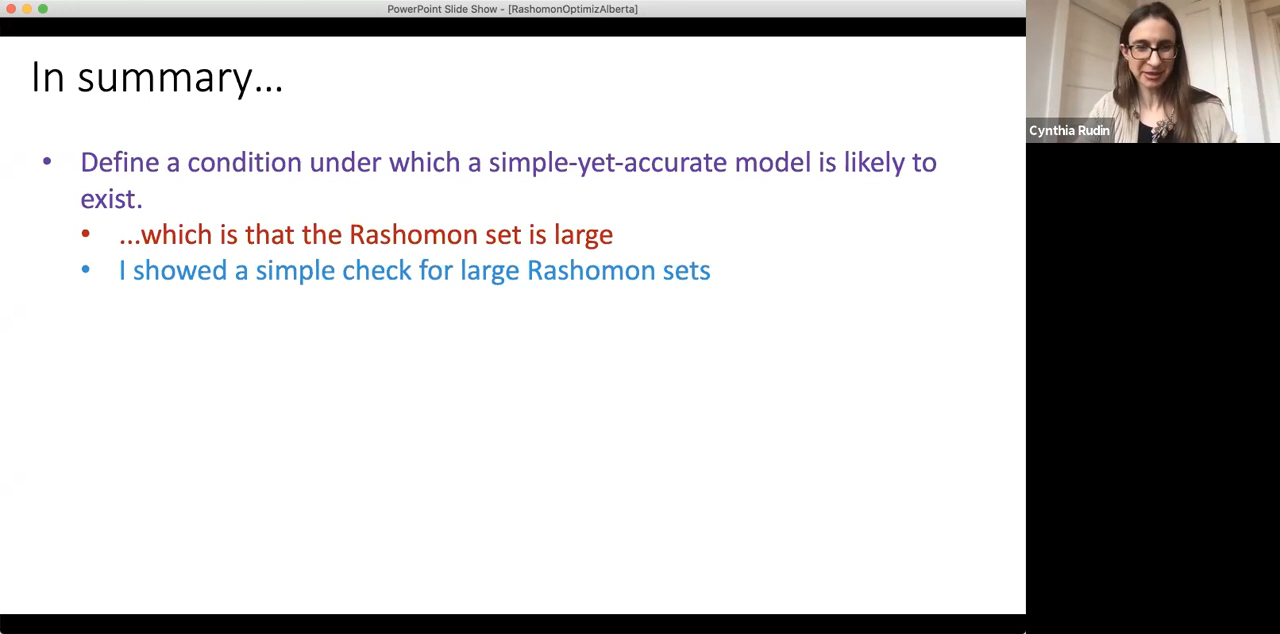 PowerPoint Slide Show - [RashomonOptimizAlberta]
In summary...
• Define a condition under which a simple-yet-accurate model is likely to
exist.
• ...which is that the Rashomon set is large
• I showed a simple check for large Rashomon sets
Cynthia Rudin